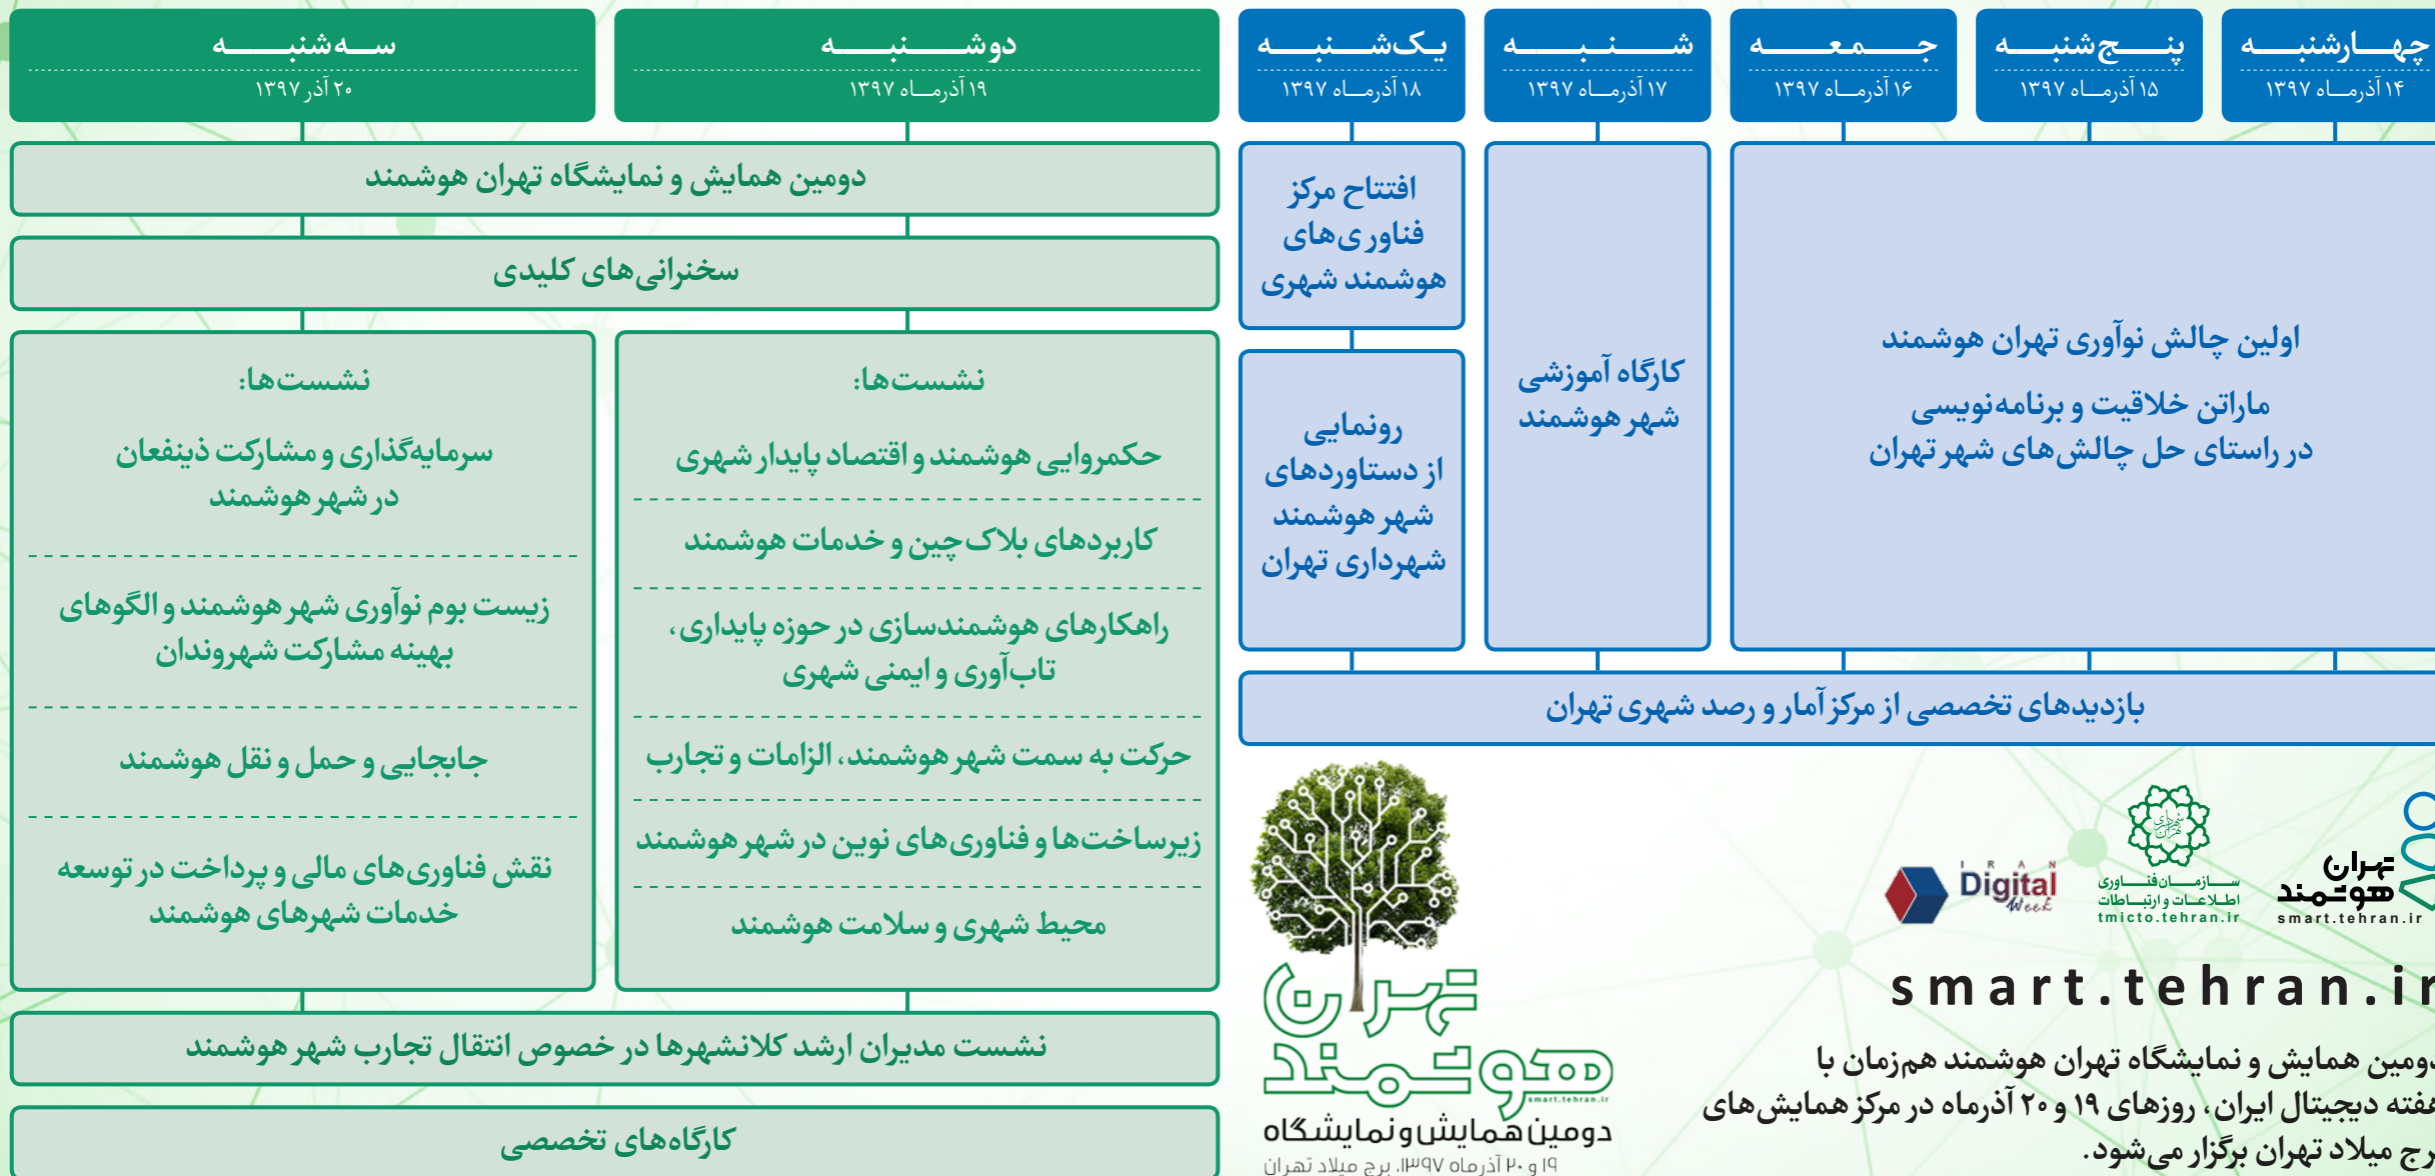 چهارشنبه
۱۴ آذرماه ۱۳۹۷
پنج‌شنبه
۱۵ آذرماه ۱۳۹۷
جمعه
۱۶ آذرماه ۱۳۹۷
شنبه
۱۷ آذرماه ۱۳۹۷
یک‌شنبه
۱۸ آذرماه ۱۳۹۷
دوشنبه
۱۹ آذرماه ۱۳۹۷
سه‌شنبه
۲۰ آذر ۱۳۹۷
اولین چالش نوآوری تهران هوشمند
ماراتن خلاقیت و برنامه‌نویسی
در راستای حل چالش‌های شهر تهران
کارگاه آموزشی
شهر هوشمند
افتتاح مرکز
فناوری‌های
هوشمند شهری
رونمایی
از دستاوردهای
شهر هوشمند
شهرداری تهران
بازدیدهای تخصصی از مرکز آمار و رصد شهری تهران
دومین همایش و نمایشگاه تهران هوشمند
سخنرانی‌های کلیدی
نشست‌ها:
حکمروایی هوشمند و اقتصاد پایدار شهری
کاربردهای بلاک‌چین و خدمات هوشمند
راهکارهای هوشمندسازی در حوزه پایداری،
تاب‌آوری و ایمنی شهری
حرکت به سمت شهر هوشمند، الزامات و تجارب
زیرساخت‌ها و فناوری‌های نوین در شهر هوشمند
محیط شهری و سلامت هوشمند
نشست‌ها:
سرمایه‌گذاری و مشارکت ذینفعان
در شهر هوشمند
زیست بوم نوآوری شهر هوشمند و الگوهای
بهینه مشارکت شهروندان
جابجایی و حمل و نقل هوشمند
نقش فناوری‌های مالی و پرداخت در توسعه
خدمات شهرهای هوشمند
نشست مدیران ارشد کلانشهرها در خصوص انتقال تجارب شهر هوشمند
کارگاه‌های تخصصی
تهران
هوشمند
smart.tehran.ir
شهرداری
تهران
سازمان فناوری
اطلاعات و ارتباطات
tmicto.tehran.ir
IRAN
Digital
Week
smart.tehran.ir
دومین همایش و نمایشگاه تهران هوشمند هم‌زمان با
هفته دیجیتال ایران، روزهای ۱۹ و ۲۰ آذرماه در مرکز همایش‌های
برج میلاد تهران برگزار می‌شود.
تهران
هوشمند
smart.tehran.ir
دومین همایش و نمایشگاه
۱۹ و ۲۰ آذرماه ۱۳۹۷، برج میلاد تهران